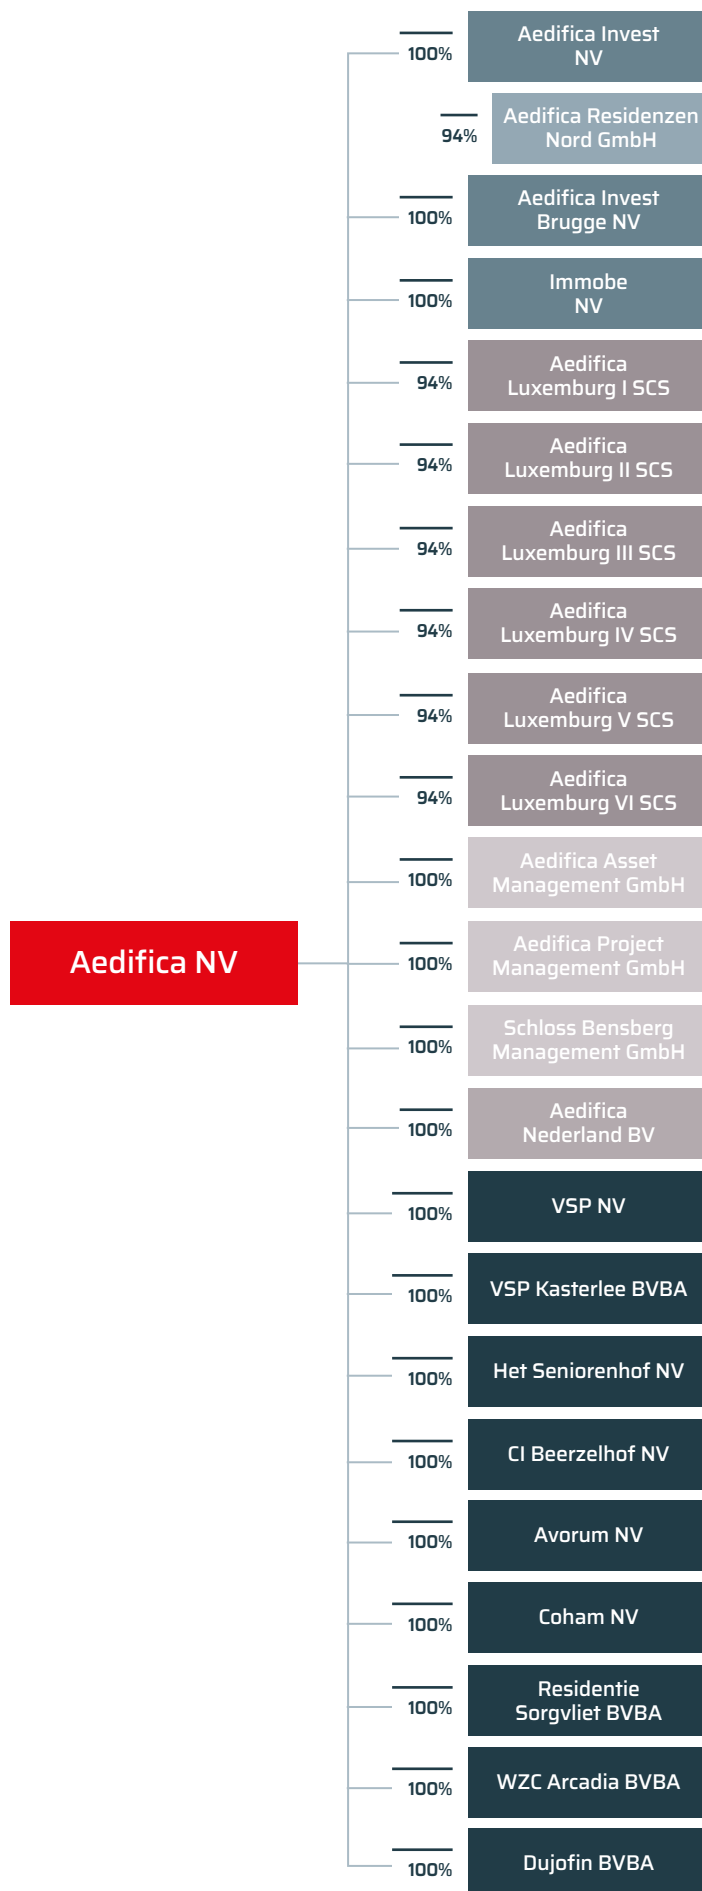 100%
Aedifica Invest
NV
94%
Aedifica Residenzen
Nord GmbH
100%
Aedifica Invest
Brugge NV
100%
Immobe
NV
94%
Aedifica
Luxemburg I SCS
94%
Aedifica
Luxemburg II SCS
94%
Aedifica
Luxemburg III SCS
94%
Aedifica
Luxemburg IV SCS
94%
Aedifica
Luxemburg V SCS
94%
Aedifica
Luxemburg VI SCS
100%
Aedifica Asset
Management GmbH
Aedifica NV
100%
Aedifica Project
Management GmbH
100%
Schloss Bensberg
Management GmbH
100%
Aedifica
Nederland BV
100%
VSP NV
100%
VSP Kasterlee BVBA
100%
Het Seniorenhof NV
100%
CI Beerzelhof NV
100%
Avorum NV
100%
Coham NV
100%
Residentie
Sorgvliet BVBA
100%
WZC Arcadia BVBA
100%
Dujofin BVBA